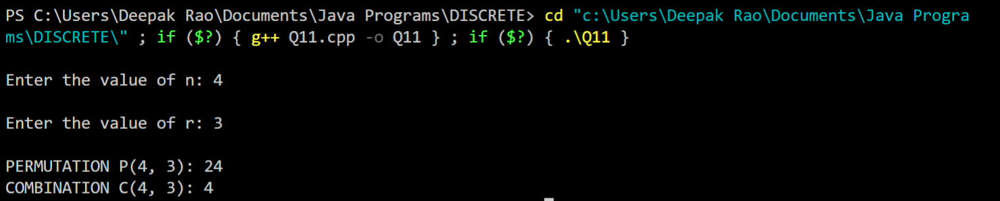 PS C:\Users\Deepak Rao\Documents\Java Programs\DISCRETE> cd "c:\Users\Deepak Rao\Documents\Java Progra
ms\DISCRETE\" ; if ($?) { g++ Q11.cpp -o Q11 } ; if ($?) { .\Q11 }
Enter the value of n: 4
Enter the value of r: 3
PERMUTATION P(4, 3): 24
COMBINATION C(4, 3): 4